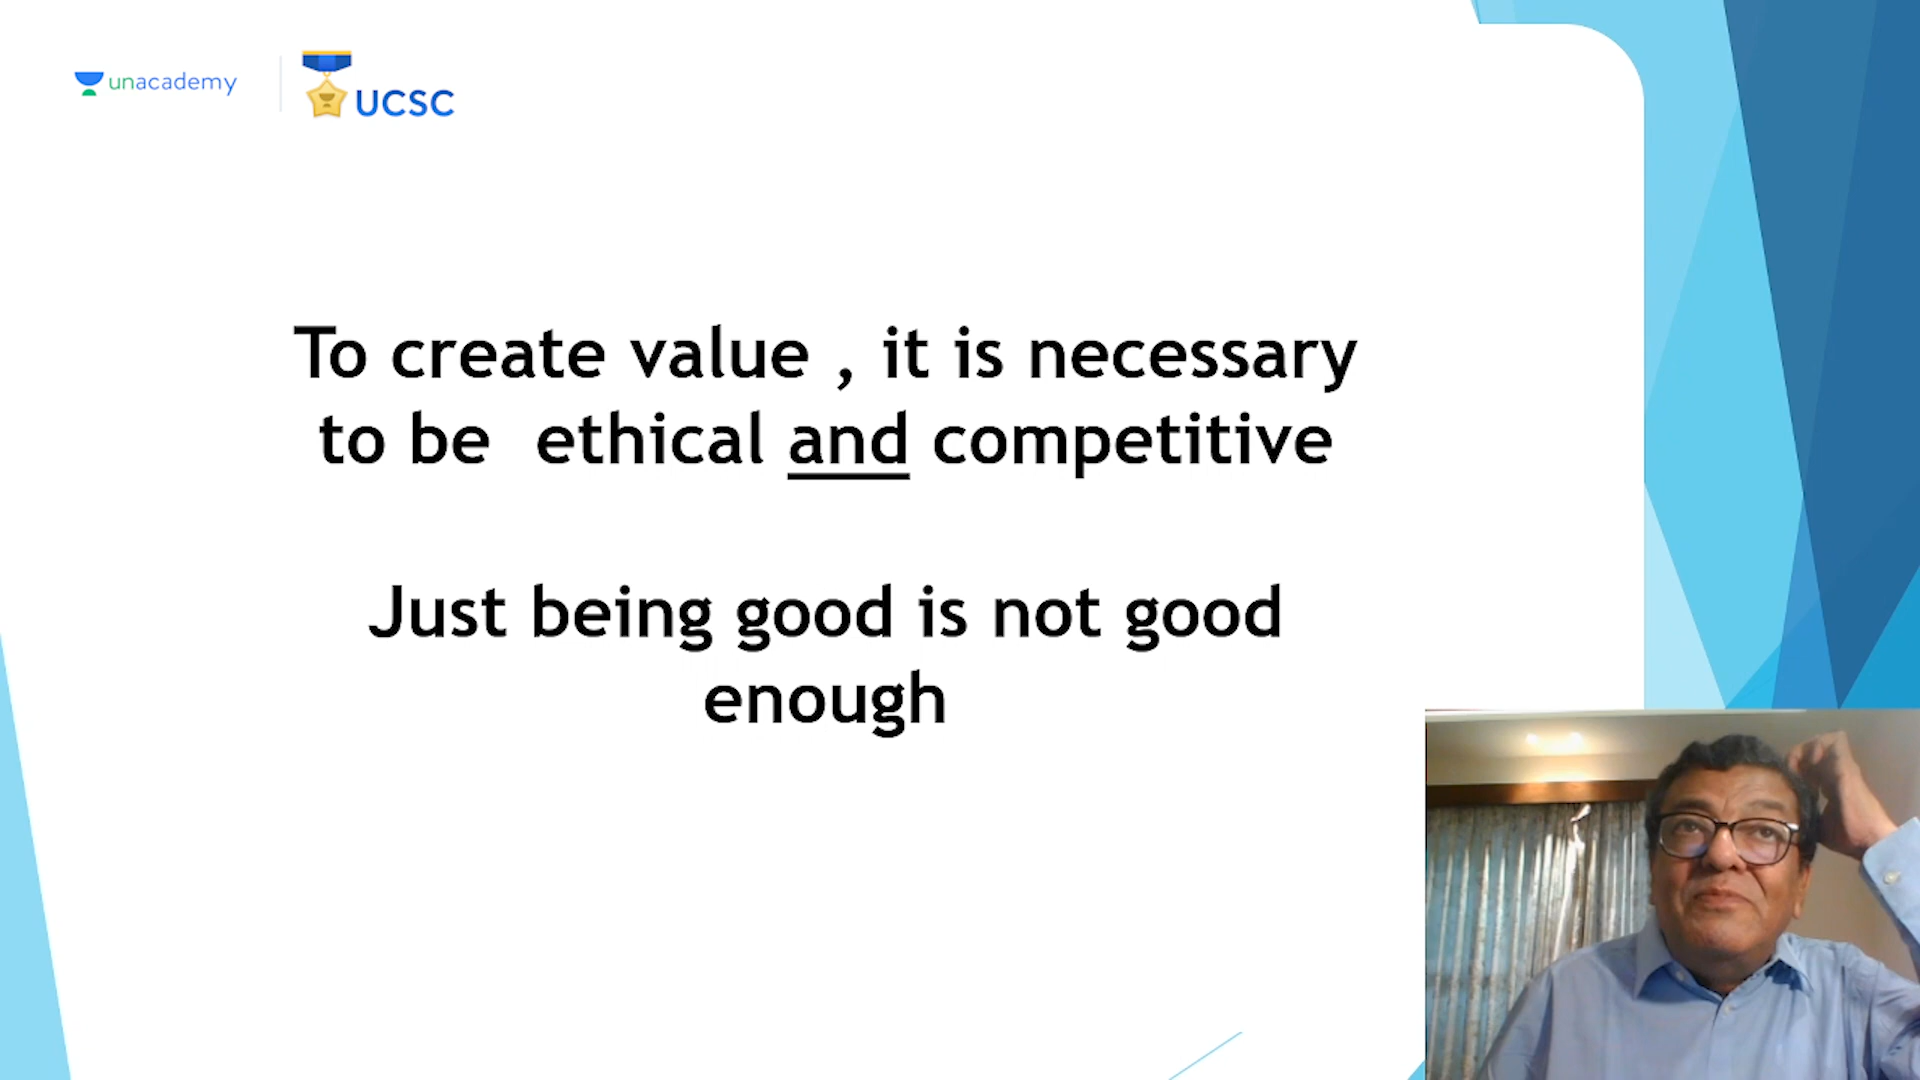 unacademy
UCSC
To create value , it is necessary
to be  ethical and competitive
Just being good is not good
enough